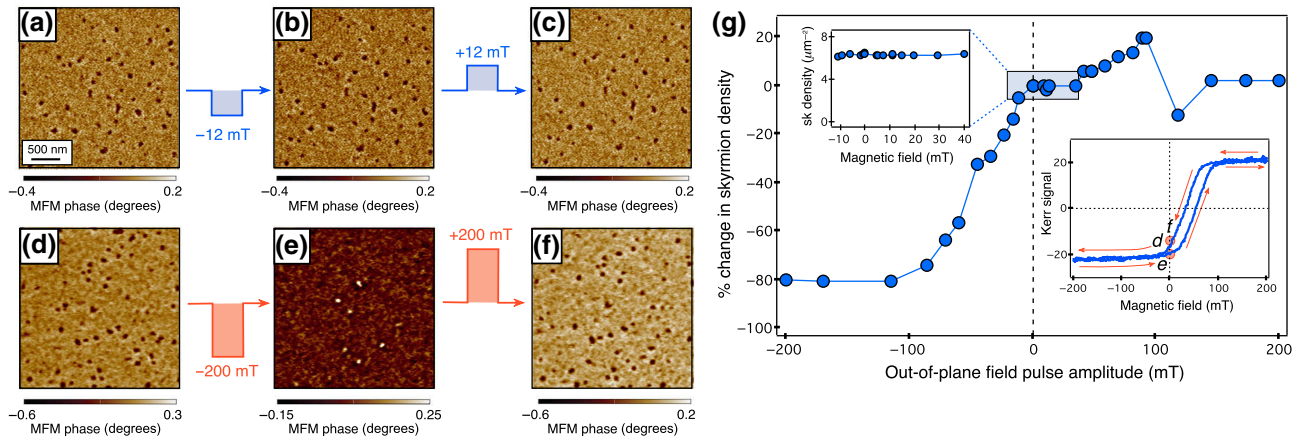 (a)
(b)
(c)
(g)
+12 mT
−12 mT
500 nm
−0.4 0.2
MFM phase (degrees)
−0.4 0.2
MFM phase (degrees)
−0.4 0.2
MFM phase (degrees)
(d)
(e)
(f)
+200 mT
−200 mT
−0.6 0.3
MFM phase (degrees)
−0.15 0.25
MFM phase (degrees)
−0.6 0.2
MFM phase (degrees)
% change in skyrmion density
20
0
−20
−40
−60
−80
−100
−200 −100 0 100 200
Out-of-plane field pulse amplitude (mT)
sk density (μm⁻²)
8
4
0
−10 0 10 20 30 40
Magnetic field (mT)
Kerr signal
20
0
−20
f
d
e
−200 −100 0 100 200
Magnetic field (mT)